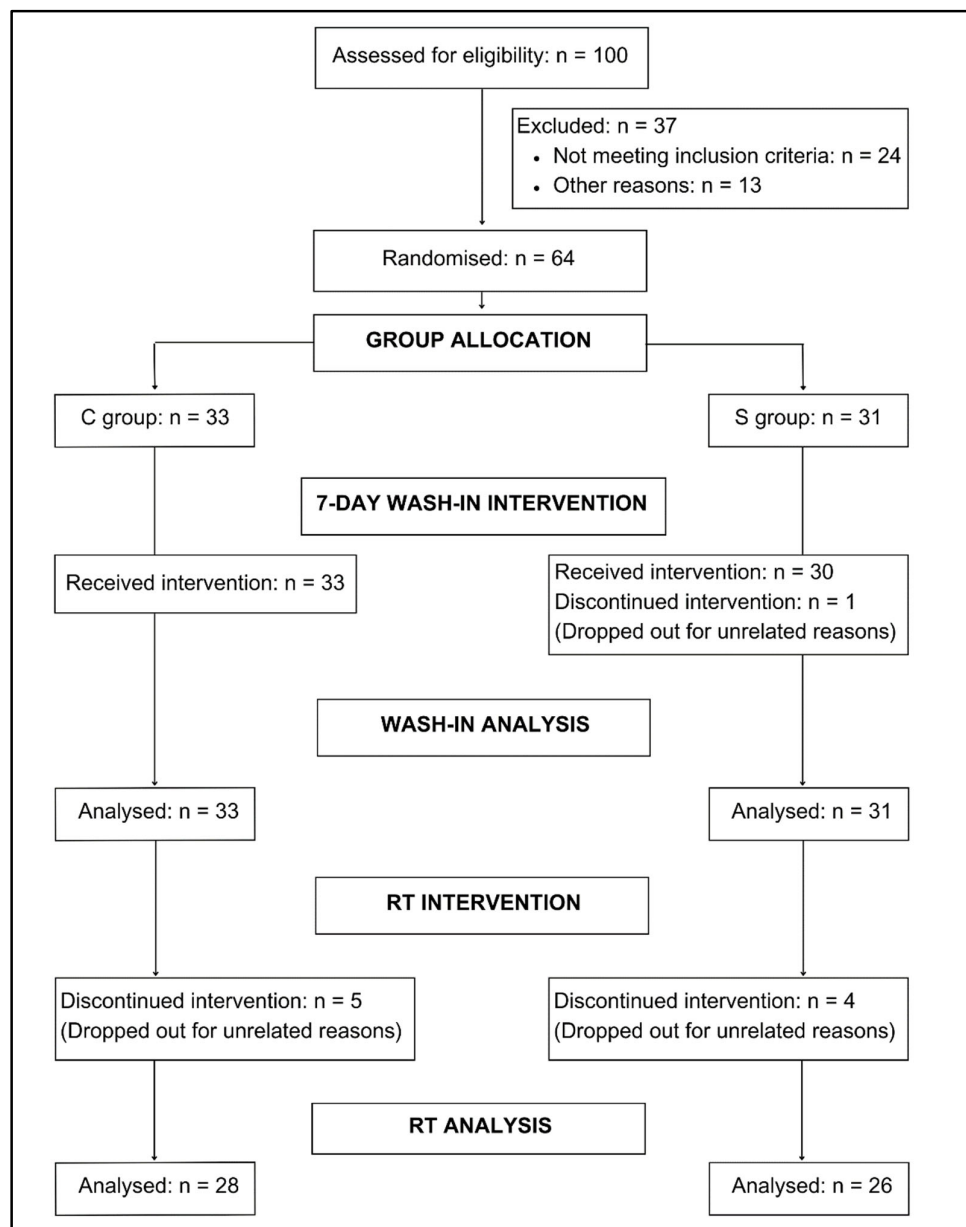 Assessed for eligibility: n = 100
Excluded: n = 37
• Not meeting inclusion criteria: n = 24
• Other reasons: n = 13
Randomised: n = 64
GROUP ALLOCATION
C group: n = 33
S group: n = 31
7-DAY WASH-IN INTERVENTION
Received intervention: n = 33
Received intervention: n = 30
Discontinued intervention: n = 1
(Dropped out for unrelated reasons)
WASH-IN ANALYSIS
Analysed: n = 33
Analysed: n = 31
RT INTERVENTION
Discontinued intervention: n = 5
(Dropped out for unrelated reasons)
Discontinued intervention: n = 4
(Dropped out for unrelated reasons)
RT ANALYSIS
Analysed: n = 28
Analysed: n = 26